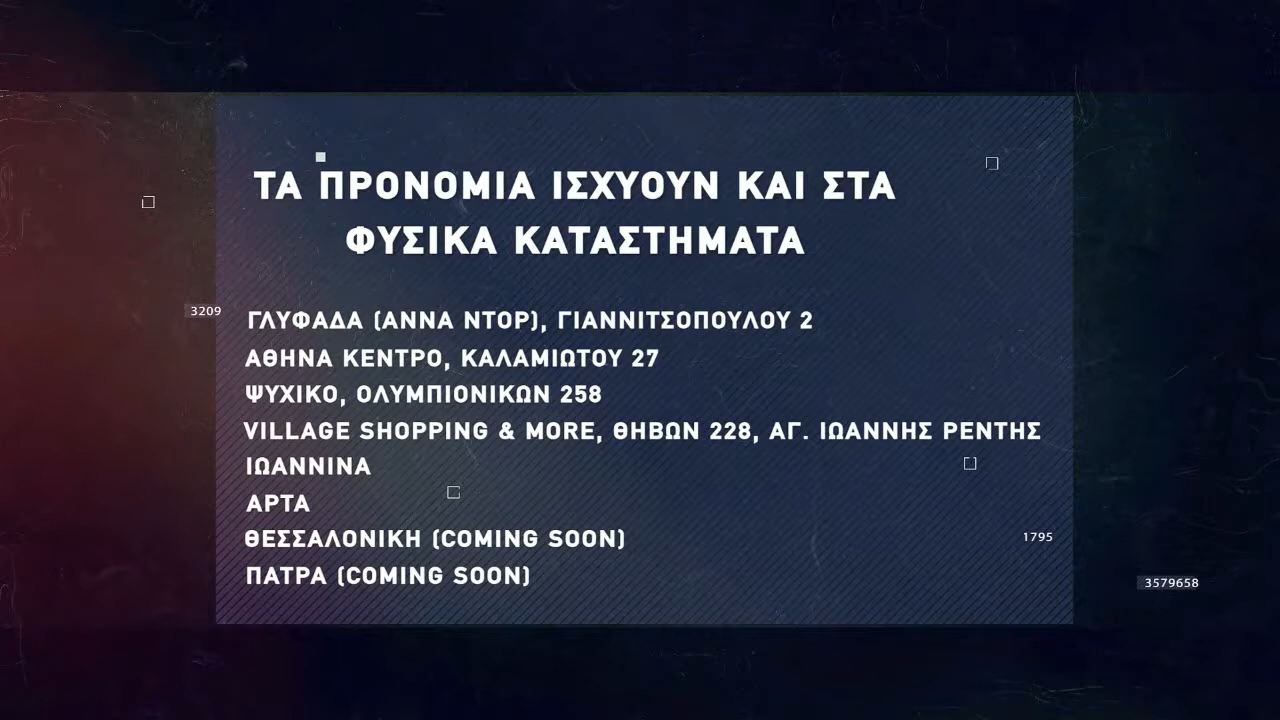 ΤΑ ΠΡΟΝΟΜΙΑ ΙΣΧΥΟΥΝ ΚΑΙ ΣΤΑ
ΦΥΣΙΚΑ ΚΑΤΑΣΤΗΜΑΤΑ
3209
ΓΛΥΦΑΔΑ (ΑΝΝΑ ΝΤΟΡ), ΓΙΑΝΝΙΤΣΟΠΟΥΛΟΥ 2
ΑΘΗΝΑ ΚΕΝΤΡΟ, ΚΑΛΑΜΙΩΤΟΥ 27
ΨΥΧΙΚΟ, ΟΛΥΜΠΙΟΝΙΚΩΝ 258
VILLAGE SHOPPING & MORE, ΘΗΒΩΝ 228, ΑΓ. ΙΩΑΝΝΗΣ ΡΕΝΤΗΣ
ΙΩΑΝΝΙΝΑ
ΑΡΤΑ
ΘΕΣΣΑΛΟΝΙΚΗ (COMING SOON)
1795
ΠΑΤΡΑ (COMING SOON)
3579658